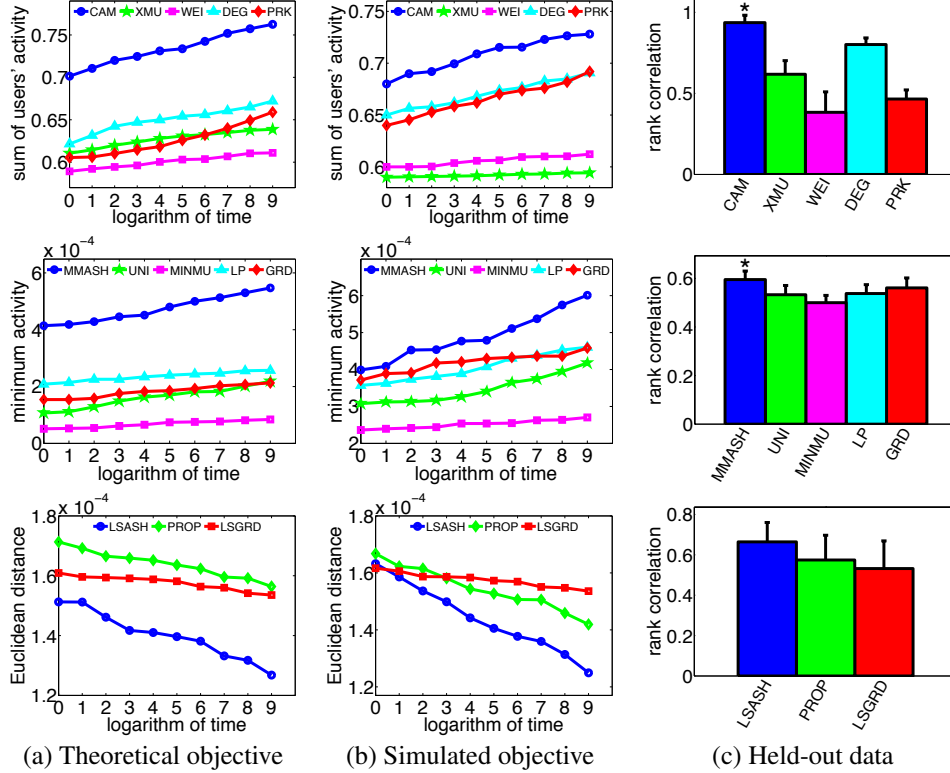 CAM XMU WEI DEG PRK
sum of users' activity
0.75
0.7
0.65
0.6
0 1 2 3 4 5 6 7 8 9
logarithm of time
CAM XMU WEI DEG PRK
sum of users' activity
0.75
0.7
0.65
0.6
0 1 2 3 4 5 6 7 8 9
logarithm of time
rank correlation
1
0.5
0
*
CAM XMU WEI DEG PRK
x 10⁻⁴
MMASH UNI MINMU LP GRD
minimum activity
6
4
2
0
0 1 2 3 4 5 6 7 8 9
logarithm of time
x 10⁻⁴
MMASH UNI MINMU LP GRD
minimum activity
6
5
4
3
2
0 1 2 3 4 5 6 7 8 9
logarithm of time
rank correlation
0.6
0.4
0.2
0
*
MMASH UNI MINMU LP GRD
x 10⁻⁴
LSASH PROP LSGRD
Euclidean distance
1.8
1.6
1.4
1.2
0 1 2 3 4 5 6 7 8 9
logarithm of time
x 10⁻⁴
LSASH PROP LSGRD
Euclidean distance
1.8
1.6
1.4
1.2
0 1 2 3 4 5 6 7 8 9
logarithm of time
rank correlation
0.8
0.6
0.4
0.2
0
LSASH PROP LSGRD
(a) Theoretical objective
(b) Simulated objective
(c) Held-out data